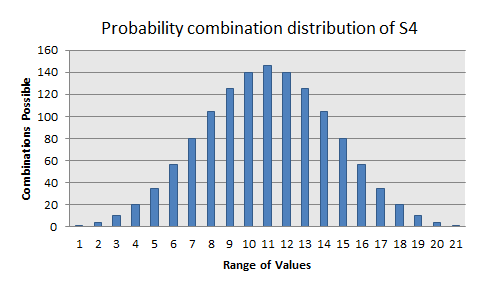 Probability combination distribution of S4
Combinations Possible
160
140
120
100
80
60
40
20
0
1 2 3 4 5 6 7 8 9 10 11 12 13 14 15 16 17 18 19 20 21
Range of Values